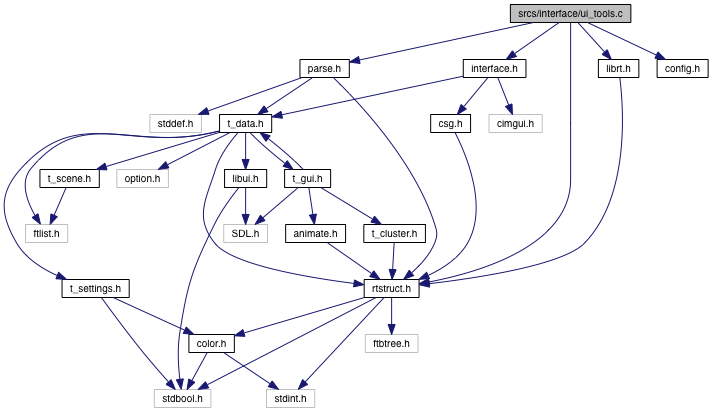 srcs/interface/ui_tools.c
parse.h
interface.h
librt.h
config.h
stddef.h
t_data.h
csg.h
cimgui.h
t_scene.h
option.h
libui.h
t_gui.h
ftlist.h
SDL.h
animate.h
t_cluster.h
t_settings.h
rtstruct.h
color.h
ftbtree.h
stdbool.h
stdint.h